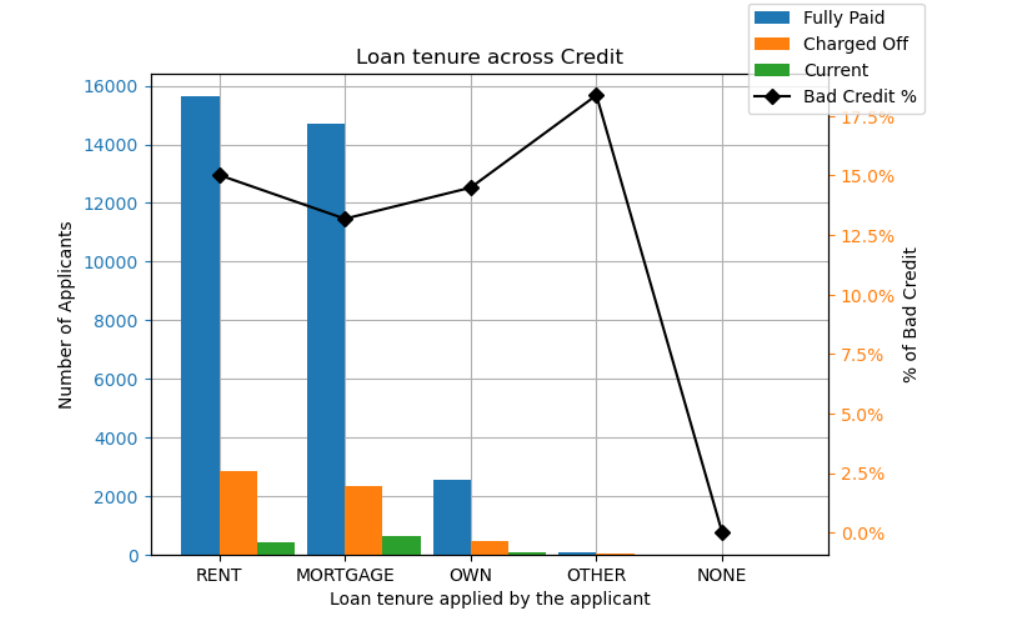 Fully Paid
Charged Off
Current
Bad Credit %
Loan tenure across Credit
16000
14000
12000
10000
8000
6000
4000
2000
0
Number of Applicants
17.5%
15.0%
12.5%
10.0%
7.5%
5.0%
2.5%
0.0%
% of Bad Credit
RENT MORTGAGE OWN OTHER NONE
Loan tenure applied by the applicant